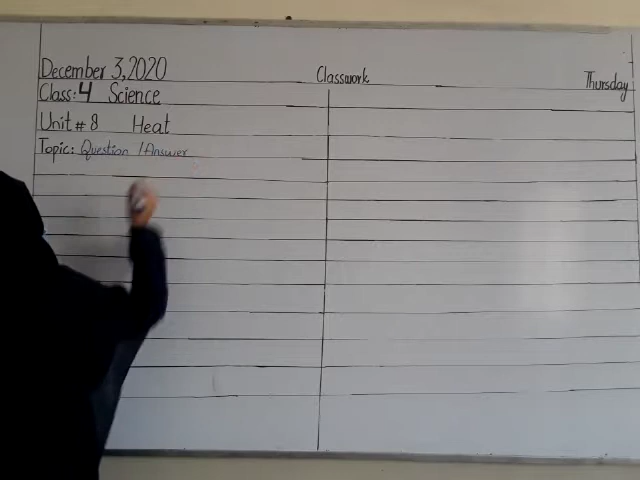 December 3,2020 Classwork Thursday
Class:4 Science
Unit # 8 Heat
Topic: Question /Answer